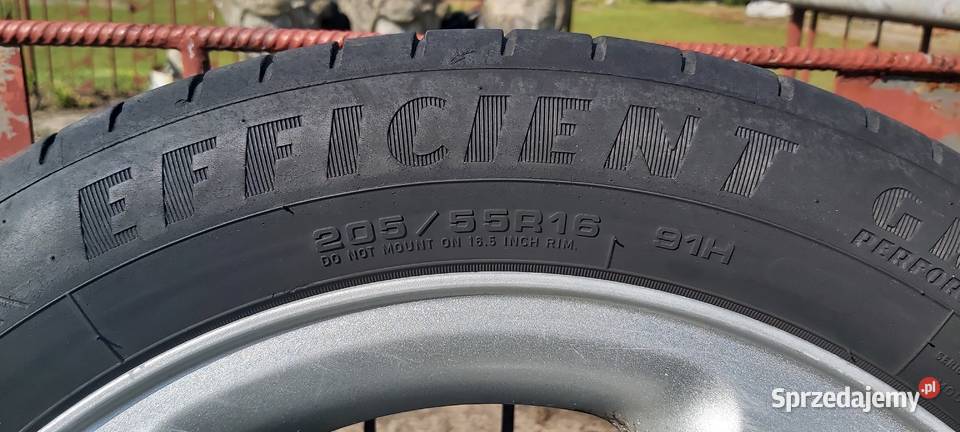 EFFICIENT
PERFOR
205/55R16 91H
DO NOT MOUNT ON 16.5 INCH RIM.
Sprzedajemy.pl